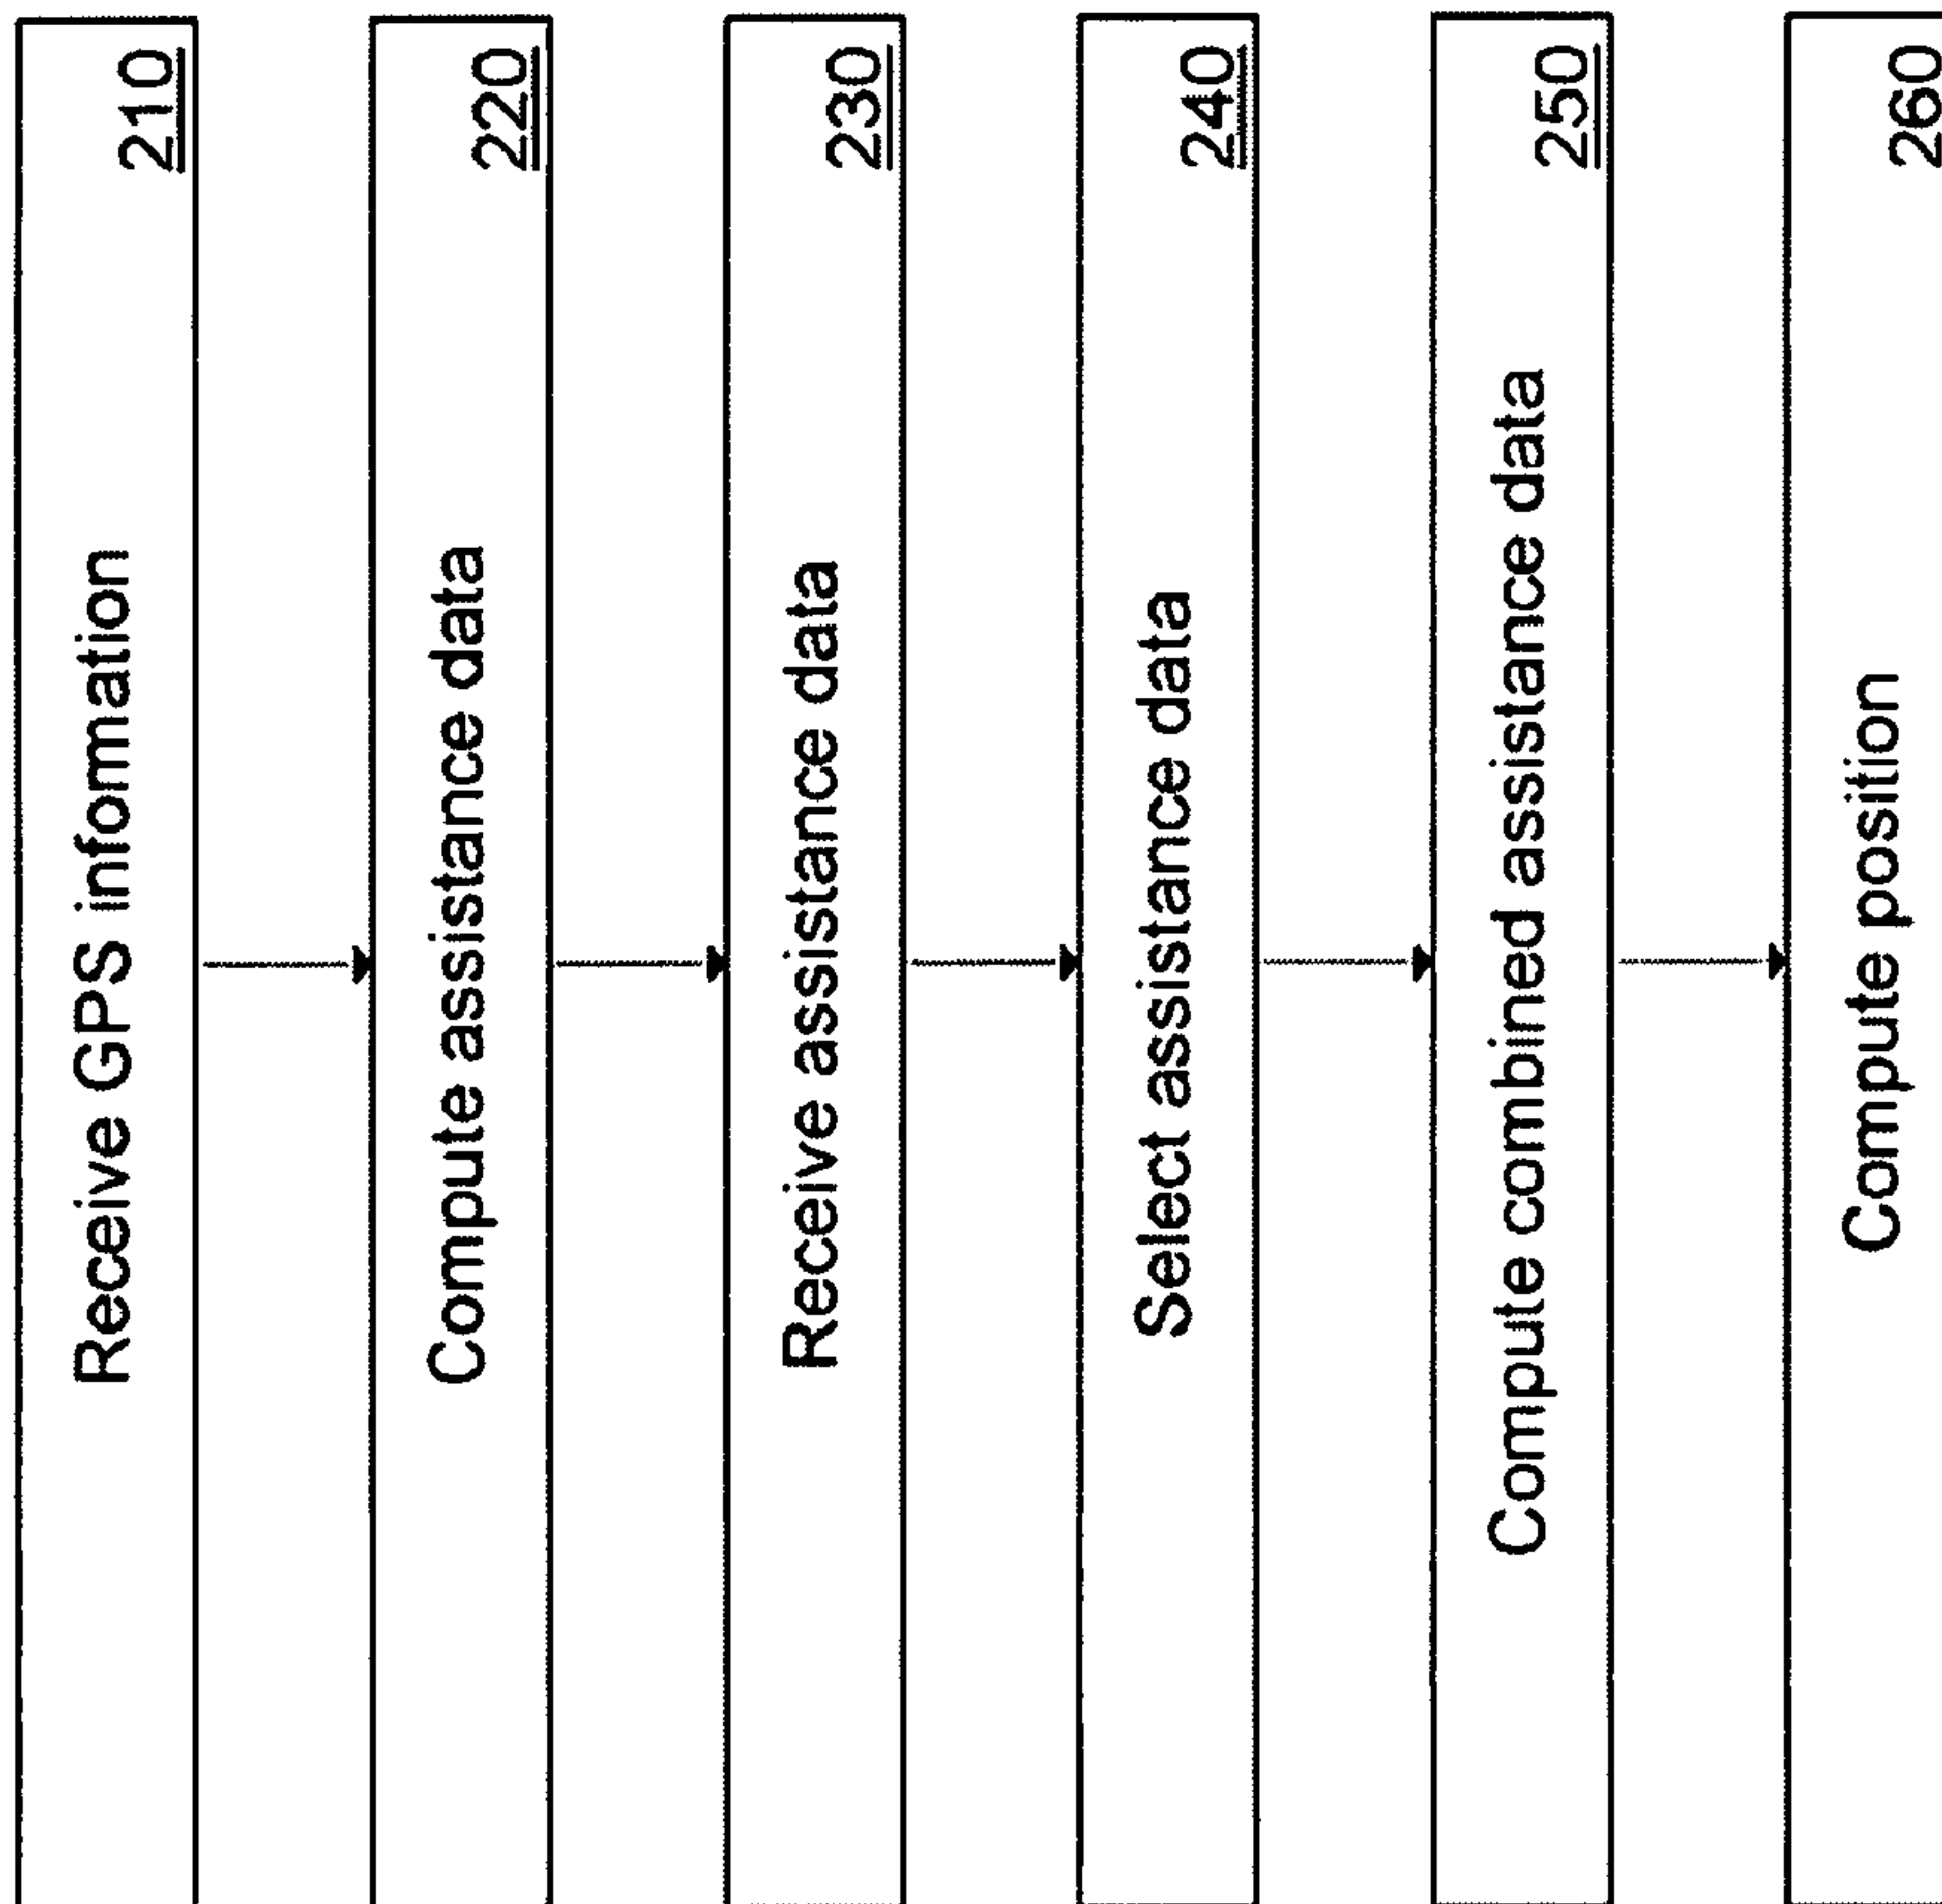 Receive GPS information
210
Compute assistance data
220
Receive assistance data
230
Select assistance data
240
Compute combined assistance data
250
Compute position
260